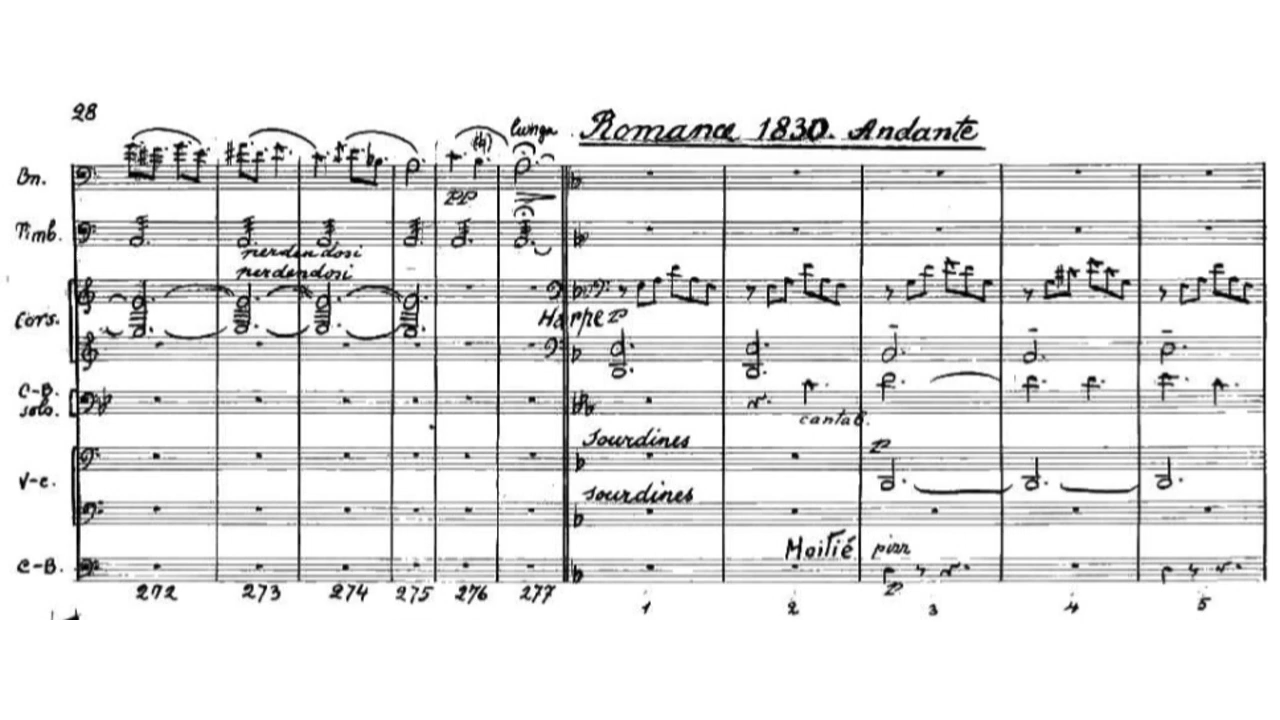 28
lunga Romance 1830. Andante
Bn.
PP
Timb.
perdendosi
perdendosi
Cors.
Harpe P
C-B. solo.
cantab.
Sourdines
P
V-c.
sourdines
Moitié pizz
C-B.
P
272 273 274 275 276 277 1 2 3 4 5